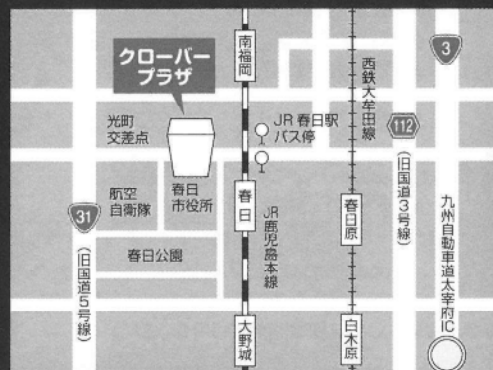 クローバー
プラザ
南福岡
3
西鉄大牟田線
光町
交差点
JR 春日駅
バス停
112
(旧国道3号線)
航空
自衛隊
春日
市役所
春日
JR鹿児島本線
春日原
九州自動車道太宰府IC
31
(旧国道5号線)
春日公園
大野城
白木原